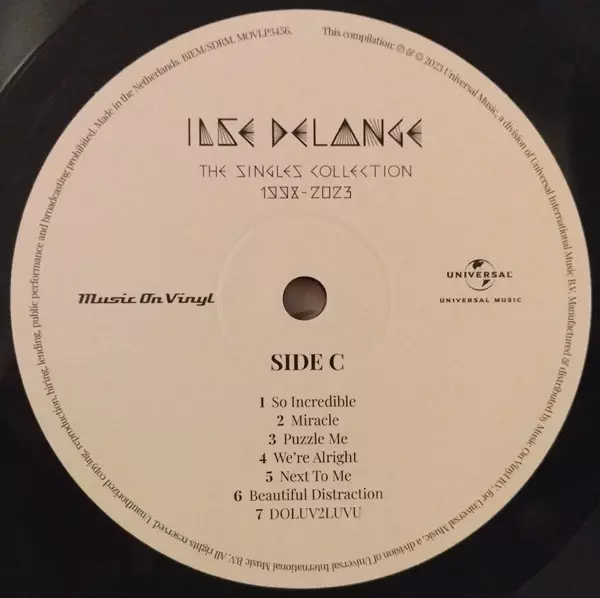 This compilation: ℗ & © 2023 Universal Music, a division of Universal International Music B.V. Manufactured & distributed by Music On Vinyl B.V. for Universal Music, a division of Universal International Music B.V. All rights reserved. Unauthorized copying, reproduction, hiring, lending, public performance and broadcasting prohibited. Made in the Netherlands. BIEM/SDRM. MOVLP3456.
ILSE DELANGE
THE SINGLES COLLECTION
1998-2023
Music On Vinyl
UNIVERSAL
UNIVERSAL MUSIC
SIDE C
1 So Incredible
2 Miracle
3 Puzzle Me
4 We're Alright
5 Next To Me
6 Beautiful Distraction
7 DOLUV2LUVU